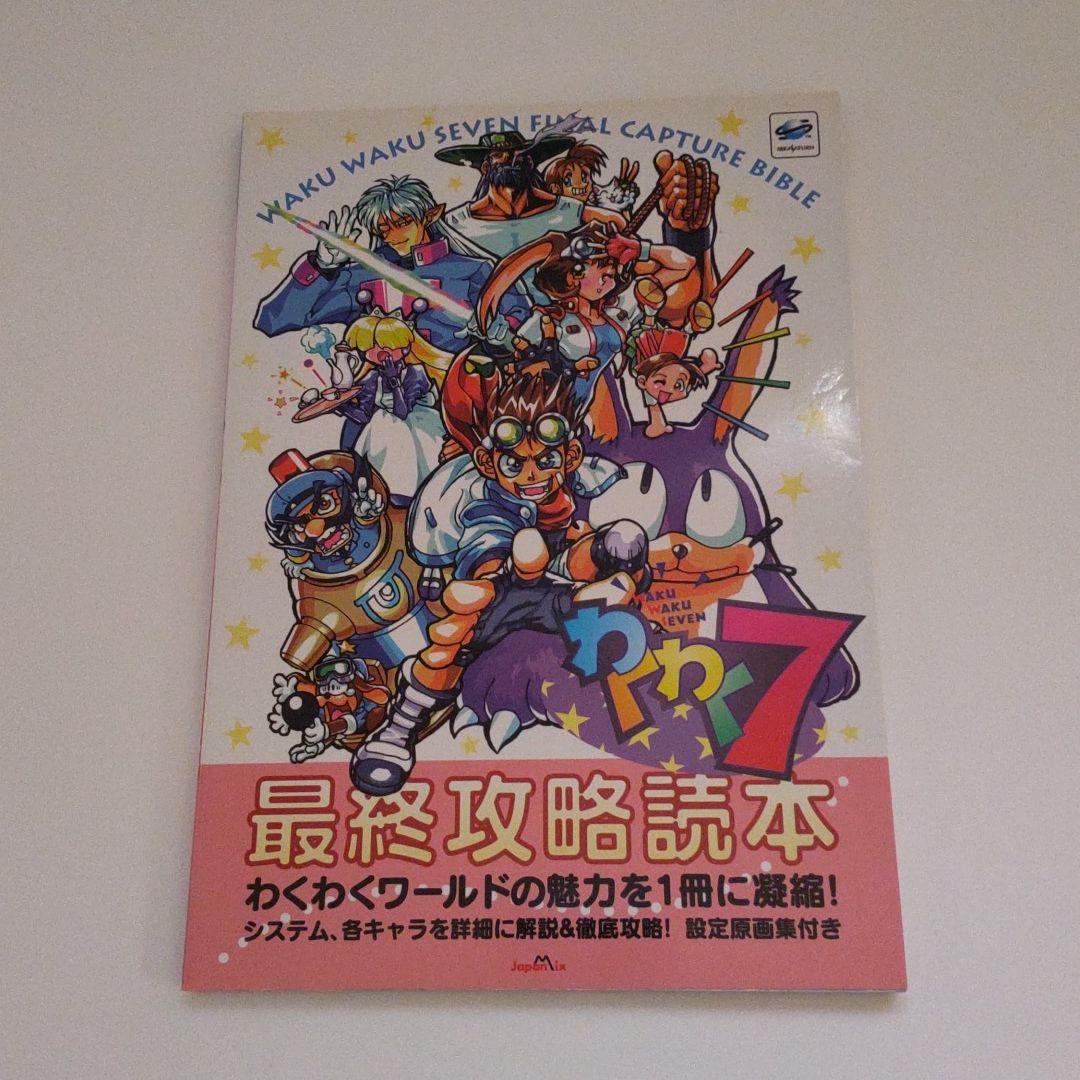 WAKU WAKU SEVEN FINAL CAPTURE BIBLE
SEGA SATURN
WAKU
WAKU
SEVEN
わくわく7
最終攻略読本
わくわくワールドの魅力を1冊に凝縮!
システム、各キャラを詳細に解説&徹底攻略! 設定原画集付き
JapanMix